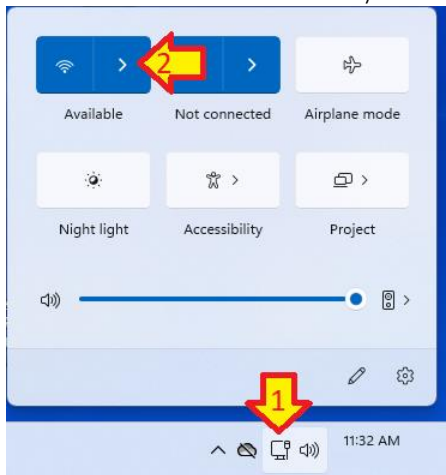 2
Available
Not connected
Airplane mode
Night light
Accessibility
Project
1
11:32 AM